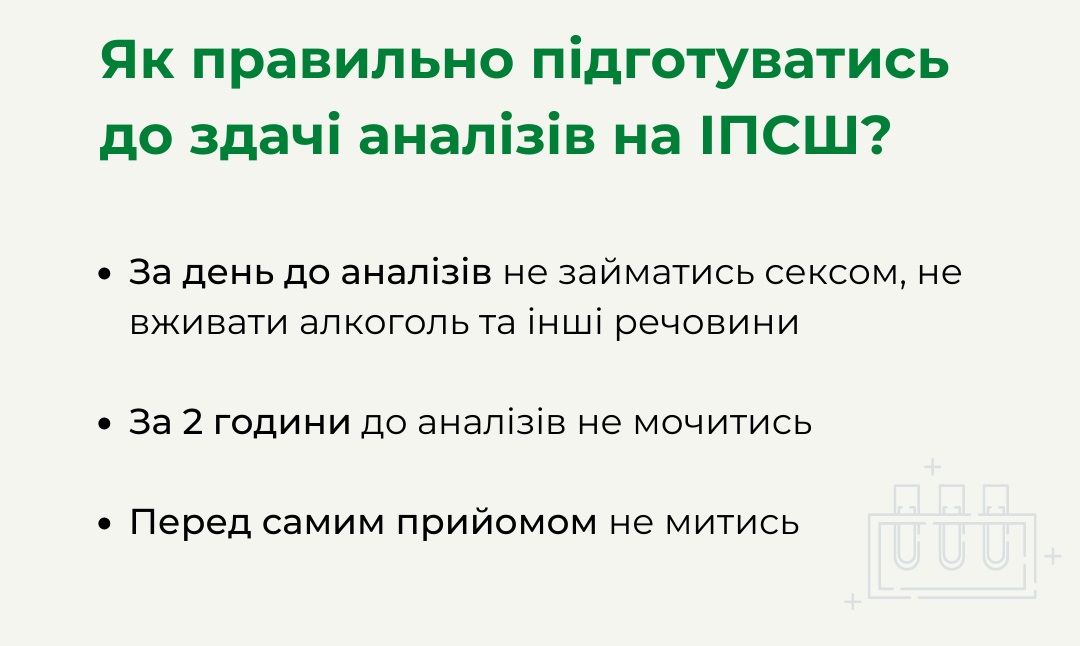 Як правильно підготуватись
до здачі аналізів на ІПСШ?
• За день до аналізів не займатись сексом, не
вживати алкоголь та інші речовини
• За 2 години до аналізів не мочитись
• Перед самим прийомом не митись